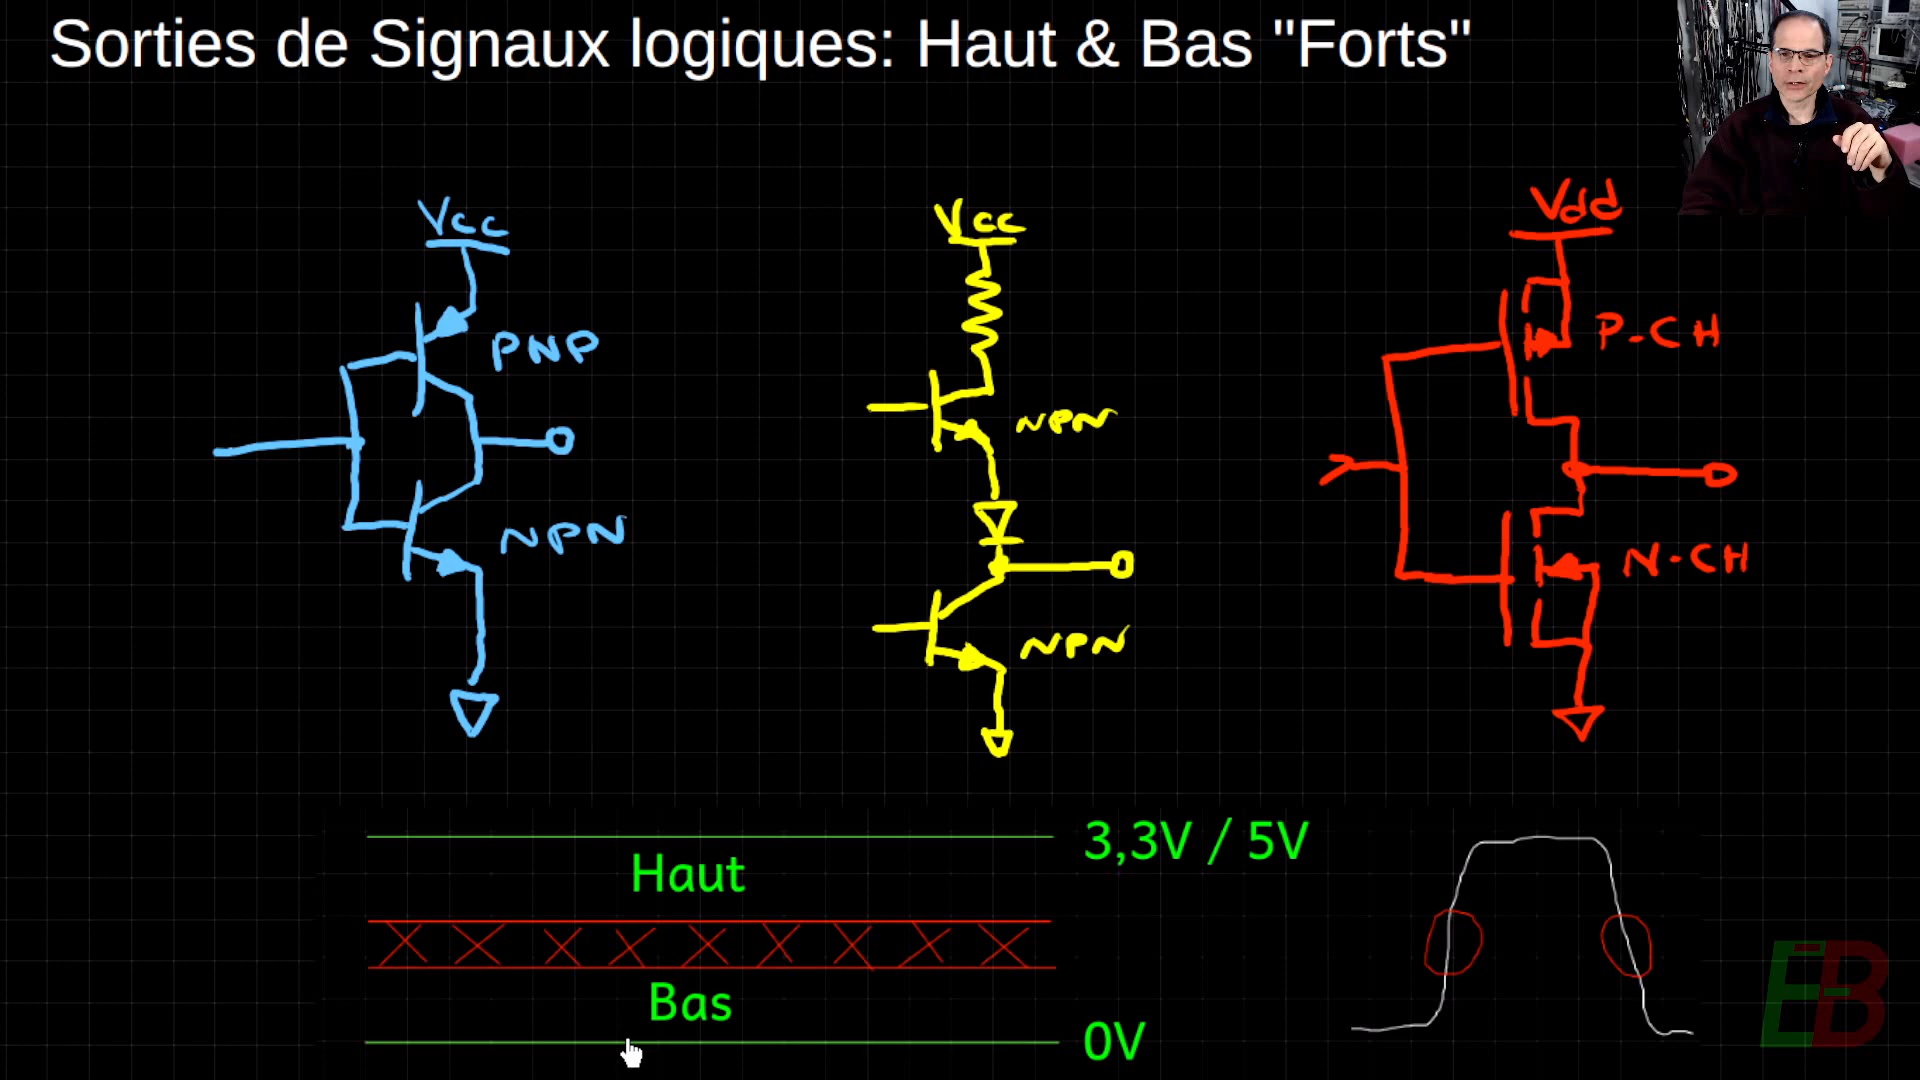 Sorties de Signaux logiques: Haut & Bas "Forts"
Vcc
PNP
NPN
Vcc
NPN
NPN
Vdd
P-CH
N-CH
3,3V / 5V
Haut
Bas
0V
EB